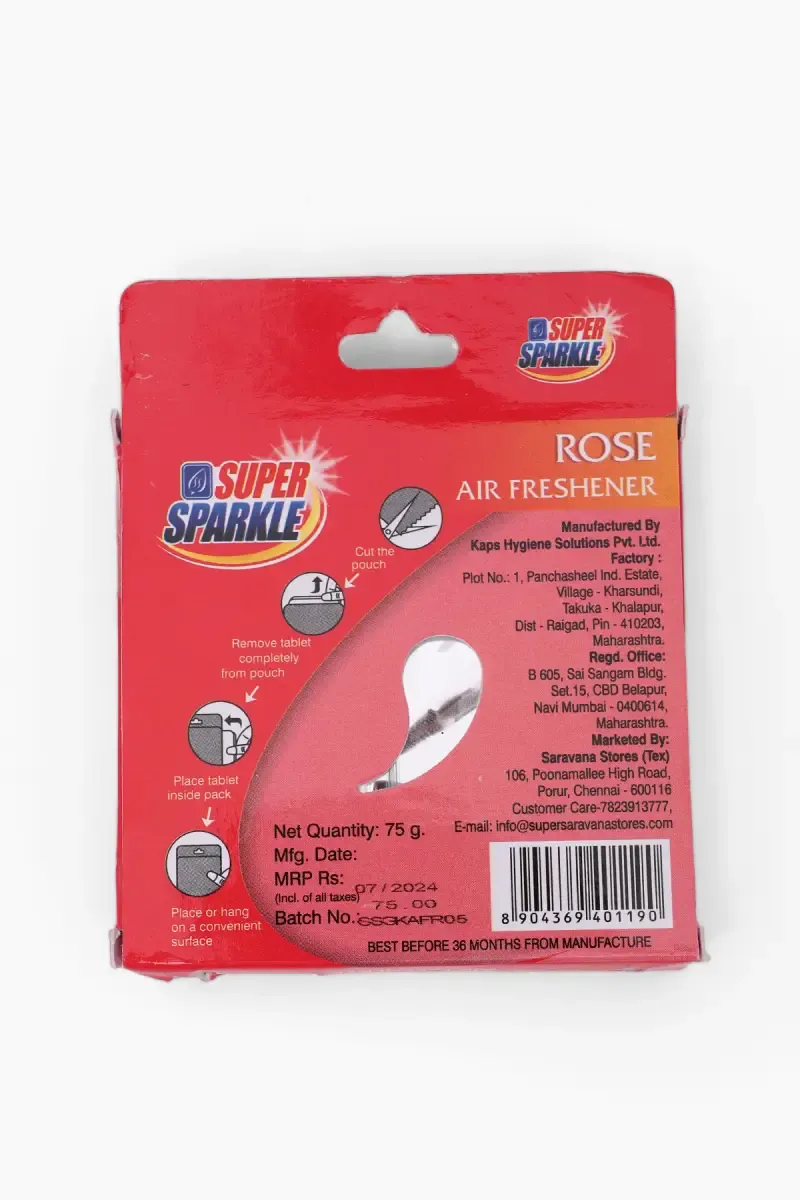 SUPER
SPARKLE
ROSE
AIR FRESHENER
SUPER
SPARKLE
Cut the
pouch
Remove tablet
completely
from pouch
Place tablet
inside pack
Place or hang
on a convenient
surface
Manufactured By
Kaps Hygiene Solutions Pvt. Ltd.
Factory :
Plot No.: 1, Panchasheel Ind. Estate,
Village - Kharsundi,
Takuka - Khalapur,
Dist - Raigad, Pin - 410203,
Maharashtra.
Regd. Office:
B 605, Sai Sangam Bldg.
Set.15, CBD Belapur,
Navi Mumbai - 0400614,
Maharashtra.
Marketed By:
Saravana Stores (Tex)
106, Poonamallee High Road,
Porur, Chennai - 600116
Customer Care-7823913777,
E-mail: info@supersaravanastores.com
Net Quantity: 75 g.
Mfg. Date:
07/2024
MRP Rs:
75.00
(Incl. of all taxes)
Batch No.: SSGKAFR05
8 904369 401190
BEST BEFORE 36 MONTHS FROM MANUFACTURE